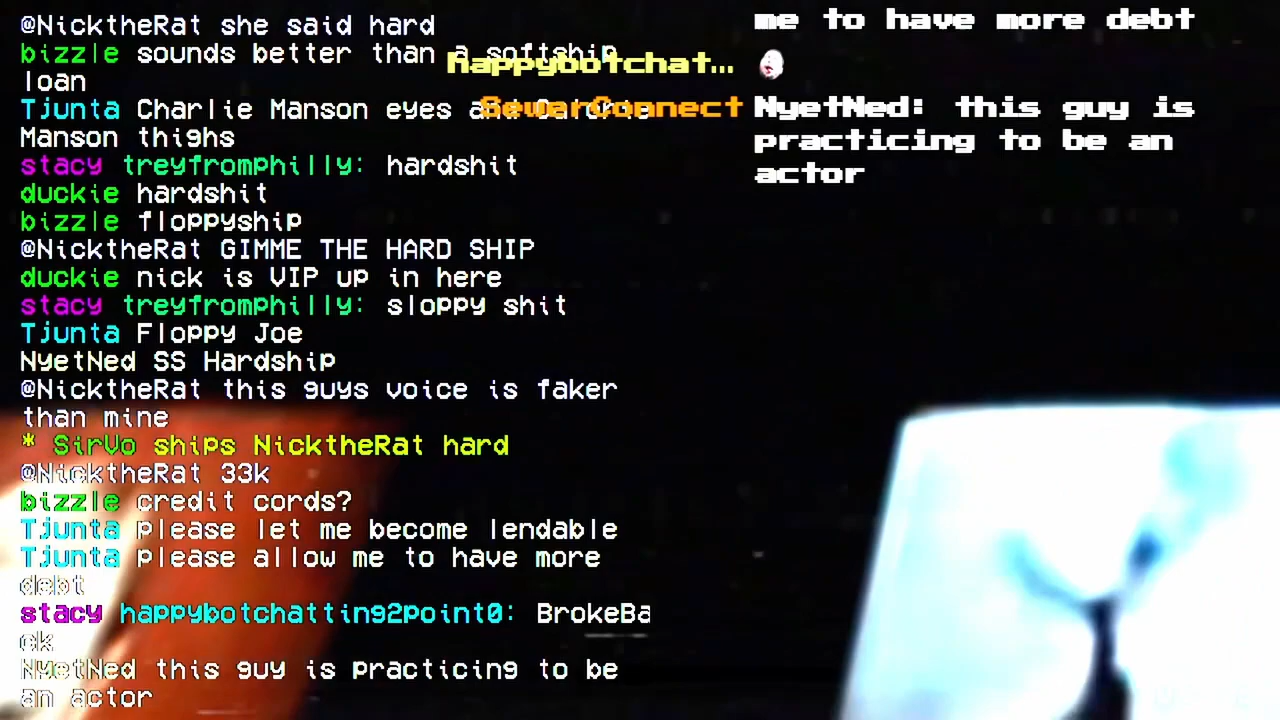 @NicktheRat she said hard
bizzle sounds better than a softship
loan
Tjunta Charlie Manson eyes and
Manson thighs
stacy treyfromphilly: hardshit
duckie hardshit
bizzle floppyship
@NicktheRat GIMME THE HARD SHIP
duckie nick is VIP up in here
stacy treyfromphilly: sloppy shit
Tjunta Floppy Joe
NyetNed SS Hardship
@NicktheRat this guys voice is faker
than mine
* SirVo ships NicktheRat hard
@NicktheRat 33k
bizzle credit cords?
Tjunta please let me become lendable
Tjunta please allow me to have more
debt
stacy happybotchatting2point0: BrokeBa
ck
NyetNed this guy is practicing to be
an actor
me to have more debt
happybotchat...
SewerConnect NyetNed: this guy is
practicing to be an
actor